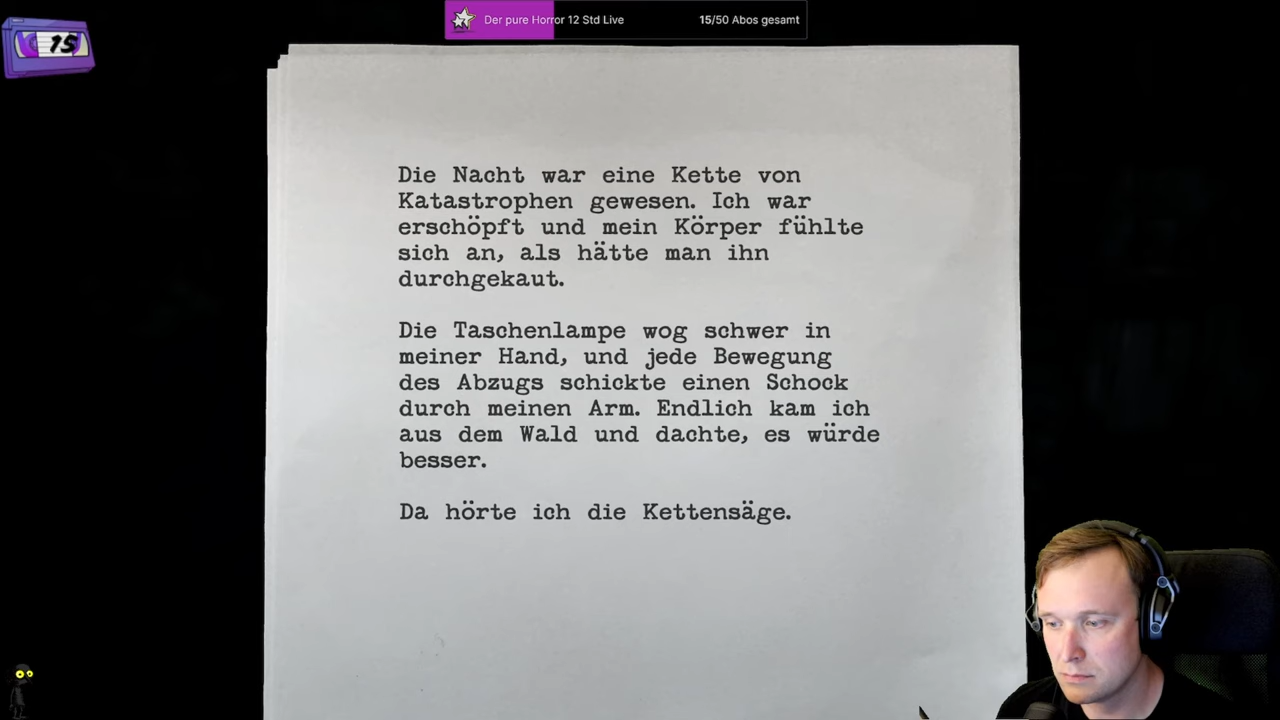 15
Der pure Horror 12 Std Live
15/50 Abos gesamt
Die Nacht war eine Kette von
Katastrophen gewesen. Ich war
erschöpft und mein Körper fühlte
sich an, als hätte man ihn
durchgekaut.
Die Taschenlampe wog schwer in
meiner Hand, und jede Bewegung
des Abzugs schickte einen Schock
durch meinen Arm. Endlich kam ich
aus dem Wald und dachte, es würde
besser.
Da hörte ich die Kettensäge.